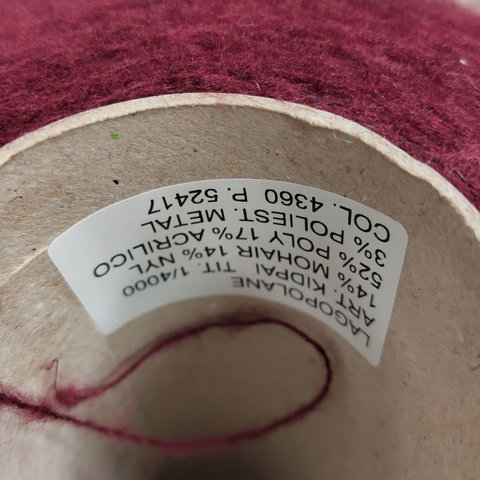 LAGOPOLANE
ART. KIDPAI TIT. 1/4000
14% MOHAIR 14% NYL
52% POLY 17% ACRILICO
3% POLIEST. METAL
COL. 4360 P. 52417